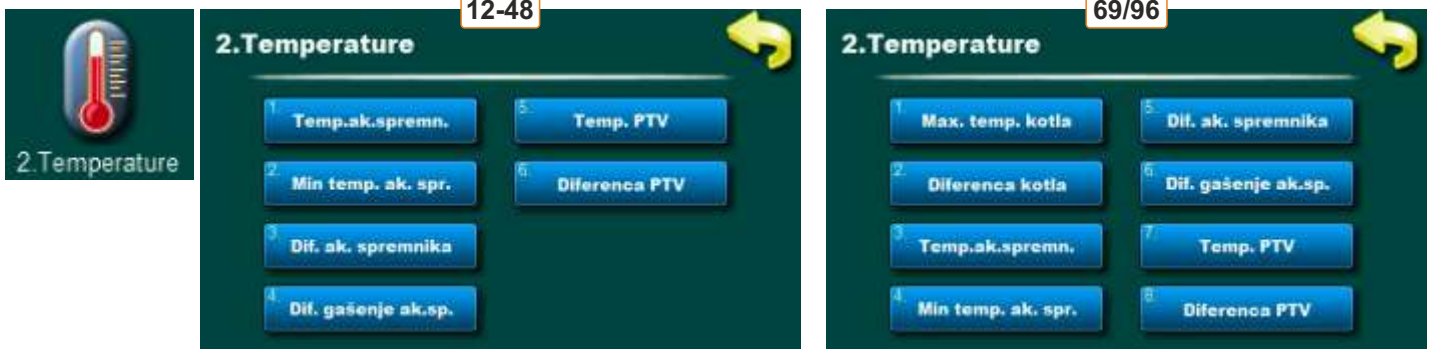 2.Temperature
12-48
2.Temperature
1. Temp.ak.spremn.
2. Min temp. ak. spr.
3. Dif. ak. spremnika
4. Dif. gašenje ak.sp.
5. Temp. PTV
6. Diferenca PTV
69/96
2.Temperature
1. Max. temp. kotla
2. Diferenca kotla
3. Temp.ak.spremn.
4. Min temp. ak. spr.
5. Dif. ak. spremnika
6. Dif. gašenje ak.sp.
7. Temp. PTV
8. Diferenca PTV